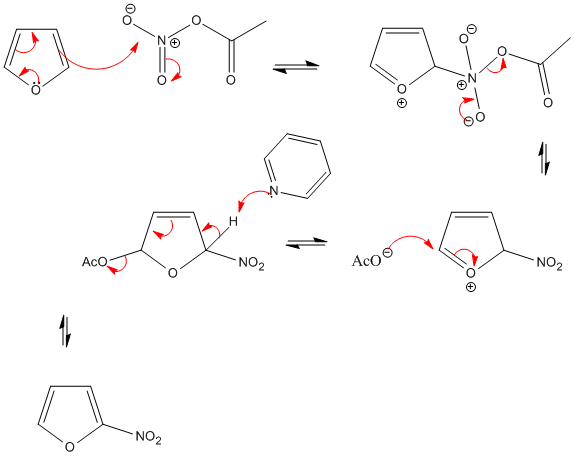 ⊖
O O
N ⊕
O O O
⊖
O O
N ⊕
O ⊕
O
⊖ O
N
H
AcO O NO₂
AcO ⊖
O ⊕ NO₂
O NO₂